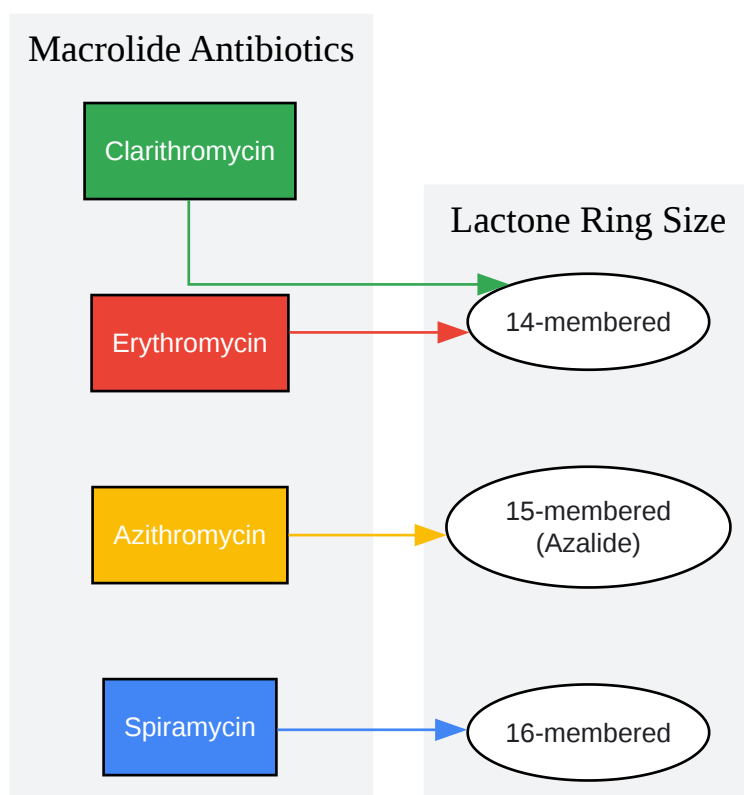 Macrolide Antibiotics
Clarithromycin
Erythromycin
Azithromycin
Spiramycin
Lactone Ring Size
14-membered
15-membered
(Azalide)
16-membered